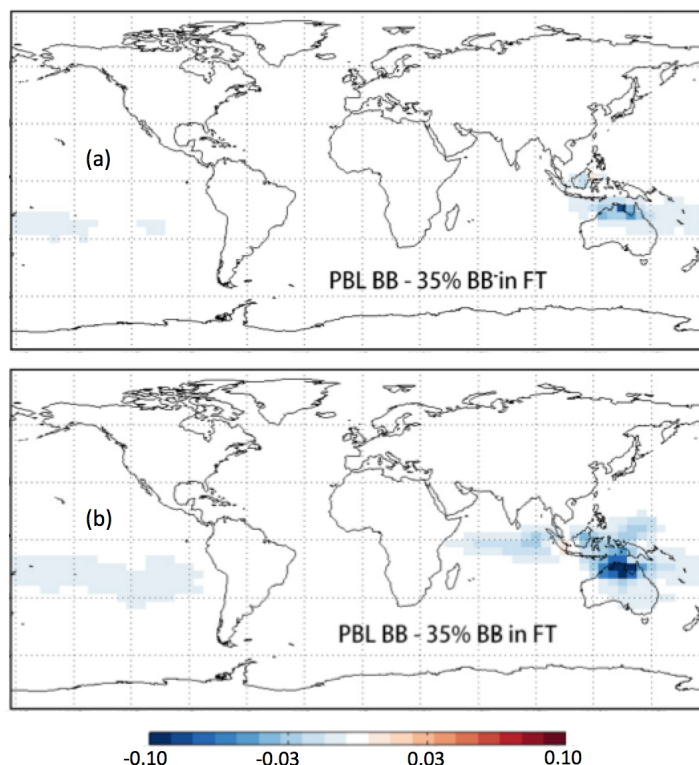 (a)
PBL BB - 35% BB in FT
(b)
PBL BB - 35% BB in FT
-0.10 -0.03 0.03 0.10